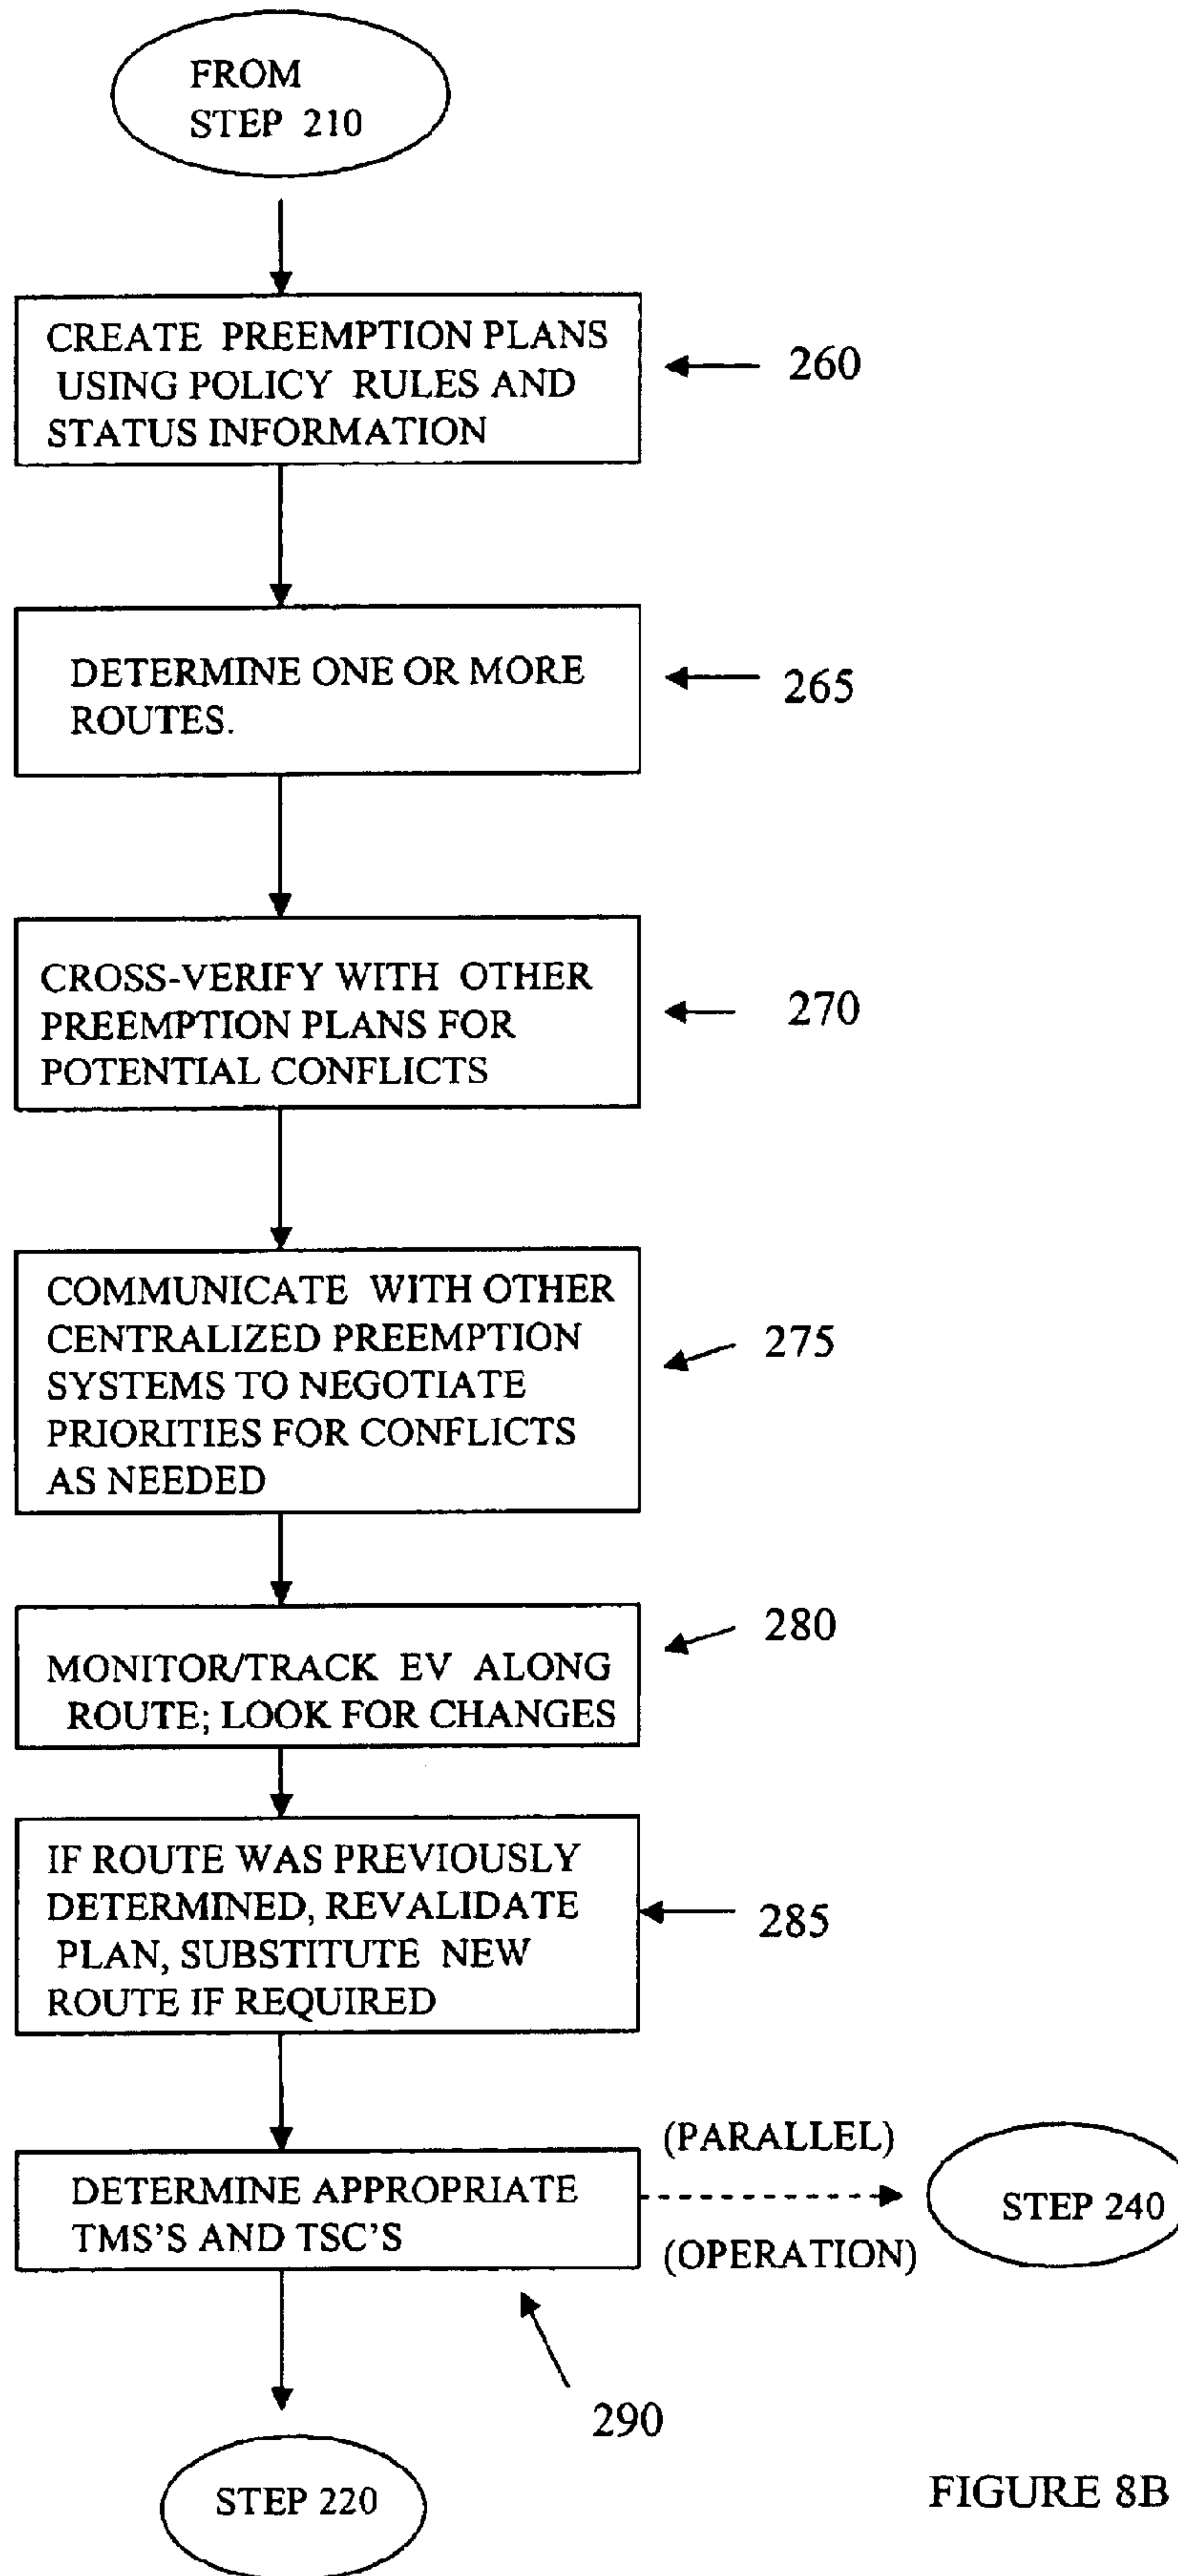 FROM
STEP 210
CREATE PREEMPTION PLANS
USING POLICY RULES AND
STATUS INFORMATION
260
DETERMINE ONE OR MORE
ROUTES.
265
CROSS-VERIFY WITH OTHER
PREEMPTION PLANS FOR
POTENTIAL CONFLICTS
270
COMMUNICATE WITH OTHER
CENTRALIZED PREEMPTION
SYSTEMS TO NEGOTIATE
PRIORITIES FOR CONFLICTS
AS NEEDED
275
MONITOR/TRACK EV ALONG
ROUTE; LOOK FOR CHANGES
280
IF ROUTE WAS PREVIOUSLY
DETERMINED, REVALIDATE
PLAN, SUBSTITUTE NEW
ROUTE IF REQUIRED
285
DETERMINE APPROPRIATE
TMS'S AND TSC'S
(PARALLEL)
(OPERATION)
STEP 240
290
STEP 220
FIGURE 8B